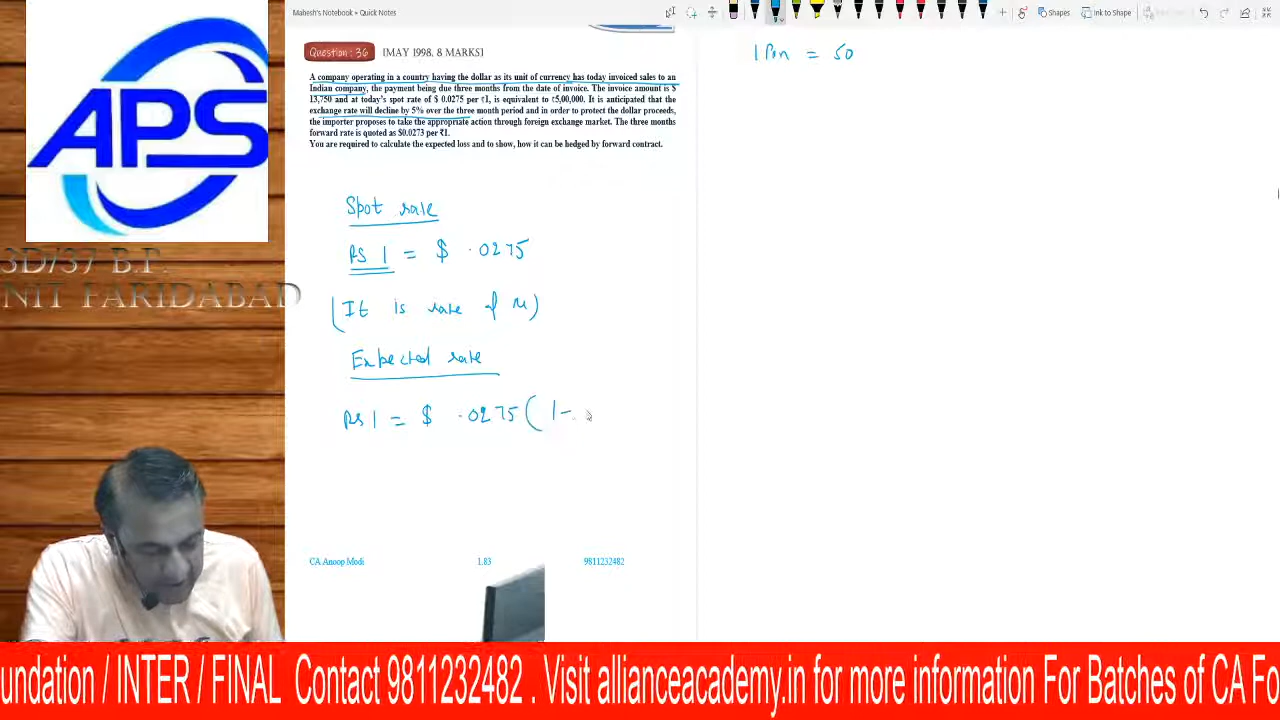 Mahesh's Notebook » Quick Notes
Shapes
Ink to Shape
APS
3D/37 B.P.
NIT FARIDABAD
Question : 36 [MAY 1998, 8 MARKS]
A company operating in a country having the dollar as its unit of currency has today invoiced sales to an
Indian company, the payment being due three months from the date of invoice. The invoice amount is $
13,750 and at today's spot rate of $ 0.0275 per ₹1, is equivalent to ₹5,00,000. It is anticipated that the
exchange rate will decline by 5% over the three month period and in order to protect the dollar proceeds,
the importer proposes to take the appropriate action through foreign exchange market. The three months
forward rate is quoted as $0.0273 per ₹1.
You are required to calculate the expected loss and to show, how it can be hedged by forward contract.
Spot rate
RS 1 = $ .0275
(It is rate of
Expected rate
RS 1 = $ .0275 ( 1-.
CA Anoop Modi 1.83 9811232482
1 Pen = 50
undation / INTER / FINAL Contact 9811232482 . Visit allianceacademy.in for more information For Batches of CA Fo